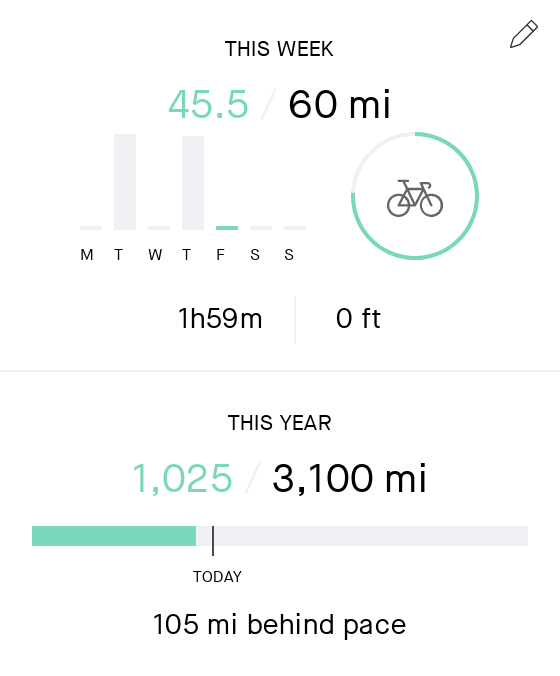 THIS WEEK
45.5 / 60 mi
M T W T F S S
1h59m 0 ft
THIS YEAR
1,025 / 3,100 mi
TODAY
105 mi behind pace